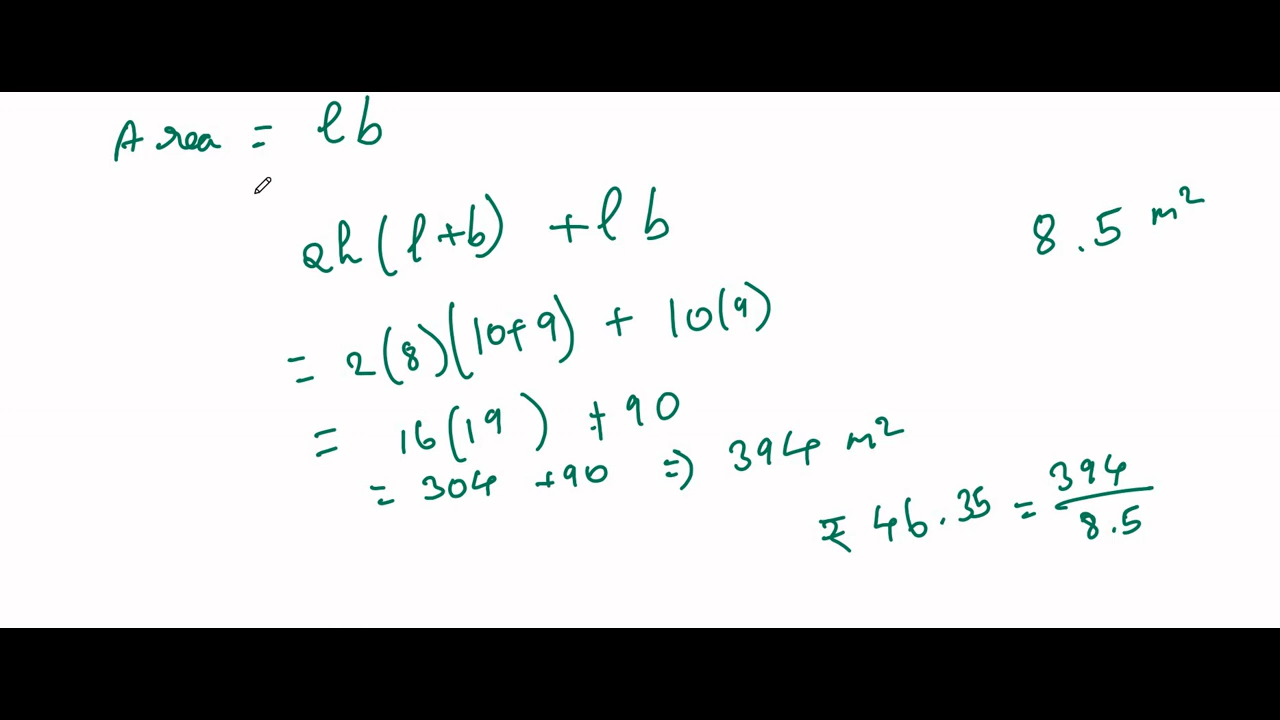 Area = lb
2h(l+b) + lb
8.5 m²
= 2(8)(10+9) + 10(9)
= 16(19) + 90
= 304 +90 => 394 m²
₹ 46.35 = 394/8.5